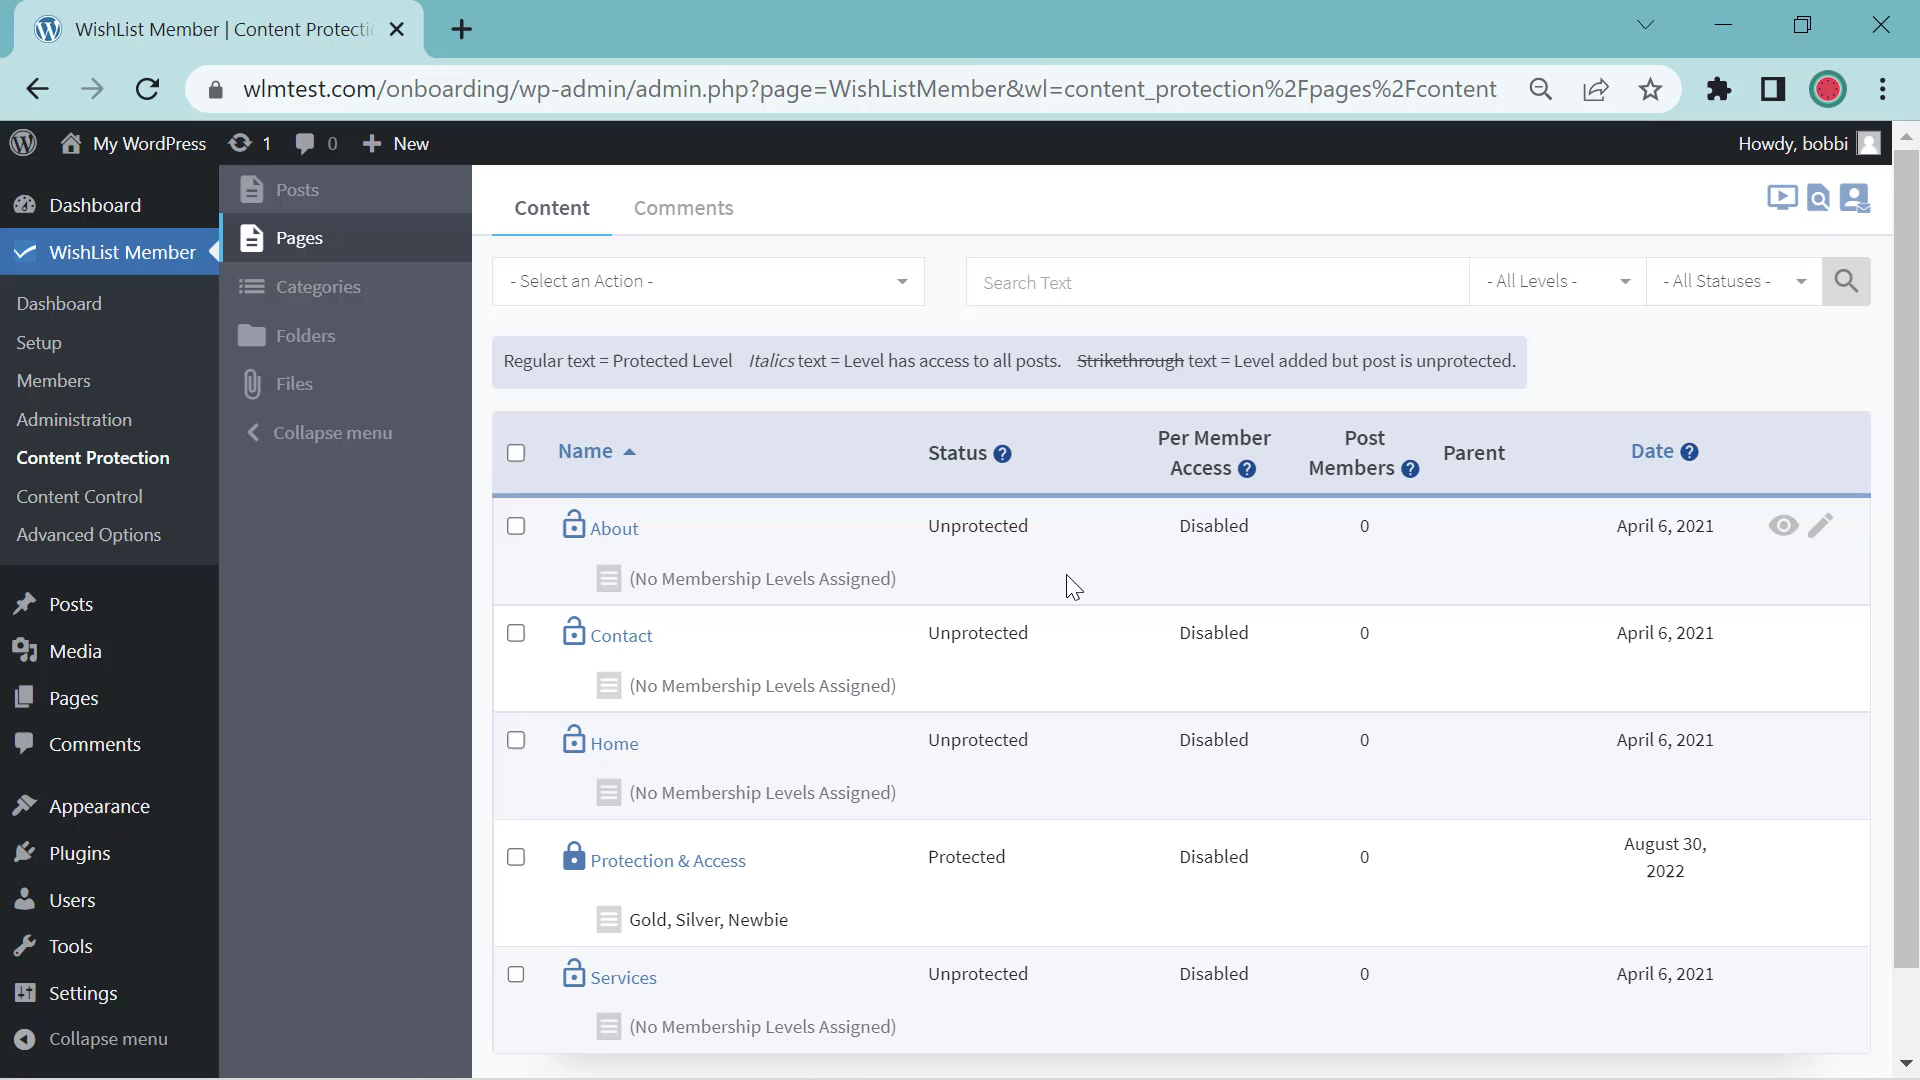 WishList Member | Content Protecti
wlmtest.com/onboarding/wp-admin/admin.php?page=WishListMember&wl=content_protection%2Fpages%2Fcontent
My WordPress 1 0 New Howdy, bobbi
Dashboard
WishList Member
Dashboard
Setup
Members
Administration
Content Protection
Content Control
Advanced Options
Posts
Media
Pages
Comments
Appearance
Plugins
Users
Tools
Settings
Collapse menu
Posts
Pages
Categories
Folders
Files
Collapse menu
Content Comments
- Select an Action - Search Text - All Levels - - All Statuses -
Regular text = Protected Level Italics text = Level has access to all posts. Strikethrough text = Level added but post is unprotected.
Name Status ? Per Member Access ? Post Members ? Parent Date ?
About Unprotected Disabled 0 April 6, 2021
(No Membership Levels Assigned)
Contact Unprotected Disabled 0 April 6, 2021
(No Membership Levels Assigned)
Home Unprotected Disabled 0 April 6, 2021
(No Membership Levels Assigned)
Protection & Access Protected Disabled 0 August 30, 2022
Gold, Silver, Newbie
Services Unprotected Disabled 0 April 6, 2021
(No Membership Levels Assigned)